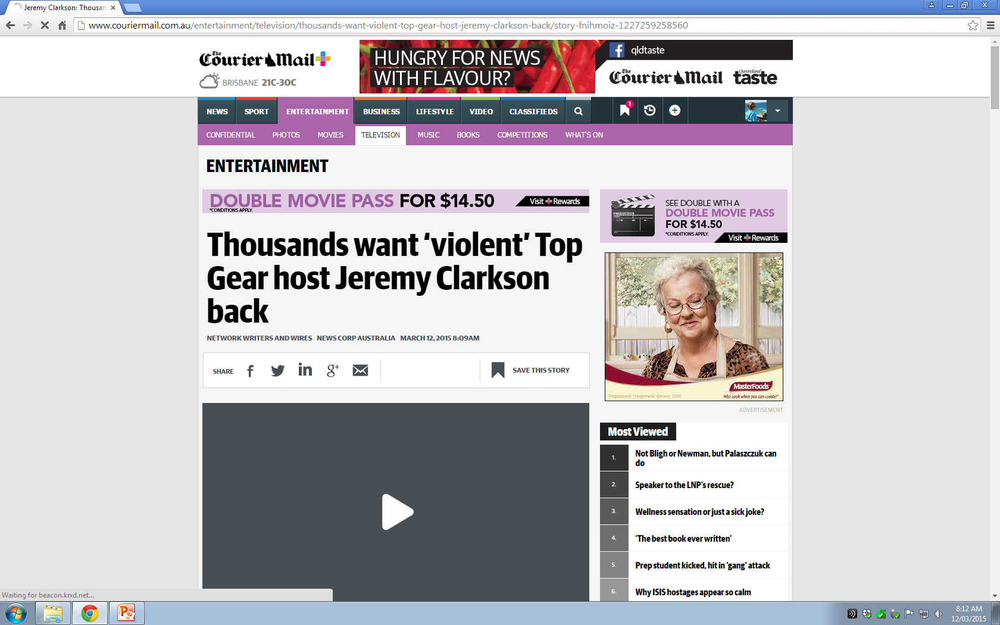 Jeremy Clarkson: Thousan
www.couriermail.com.au/entertainment/television/thousands-want-violent-top-gear-host-jeremy-clarkson-back/story-fnihmoiz-1227259258560
The Courier Mail
BRISBANE 21C-30C
HUNGRY FOR NEWS
WITH FLAVOUR?
qldtaste
The Courier Mail
Queensland taste
NEWS SPORT ENTERTAINMENT BUSINESS LIFESTYLE VIDEO CLASSIFIEDS 1
CONFIDENTIAL PHOTOS MOVIES TELEVISION MUSIC BOOKS COMPETITIONS WHAT'S ON
ENTERTAINMENT
DOUBLE MOVIE PASS FOR $14.50
*CONDITIONS APPLY.
Visit Rewards
PRODUCTION
SEE DOUBLE WITH A
DOUBLE MOVIE PASS
FOR $14.50
*CONDITIONS APPLY.
Visit Rewards
Thousands want ‘violent’ Top
Gear host Jeremy Clarkson
back
NETWORK WRITERS AND WIRES NEWS CORP AUSTRALIA MARCH 12, 2015 8:09AM
SHARE f in g+ SAVE THIS STORY
MasterFoods
Why cook when you can create?*
ADVERTISEMENT
Most Viewed
1. Not Bligh or Newman, but Palaszczuk can
do
2. Speaker to the LNP’s rescue?
3. Wellness sensation or just a sick joke?
4. ‘The best book ever written’
5. Prep student kicked, hit in ‘gang’ attack
6. Why ISIS hostages appear so calm
Waiting for beacon.krxd.net...
8:12 AM
12/03/2015